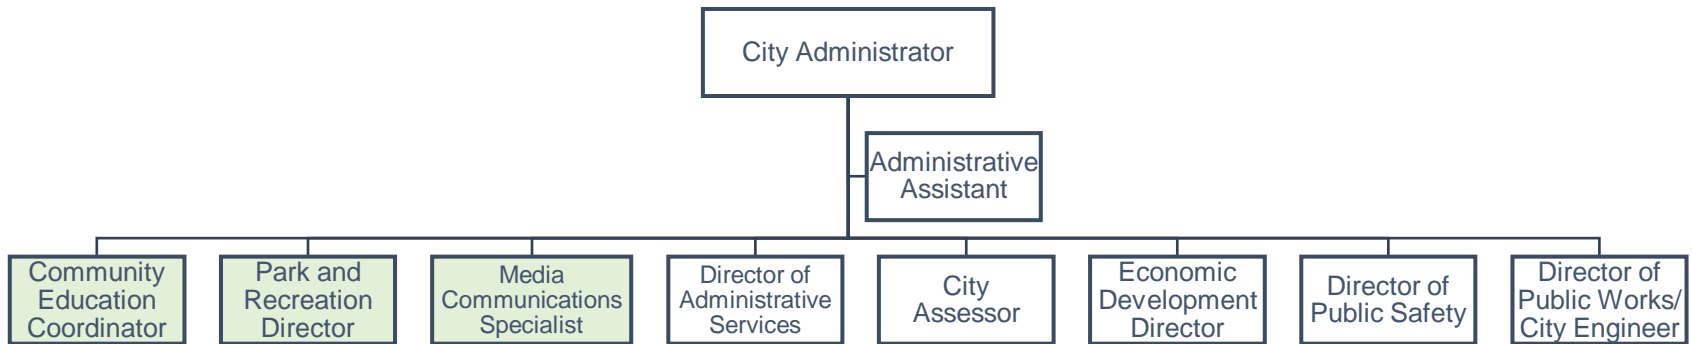 City Administrator
Administrative
Assistant
Community
Education
Coordinator
Park and
Recreation
Director
Media
Communications
Specialist
Director of
Administrative
Services
City
Assessor
Economic
Development
Director
Director of
Public Safety
Director of
Public Works/
City Engineer